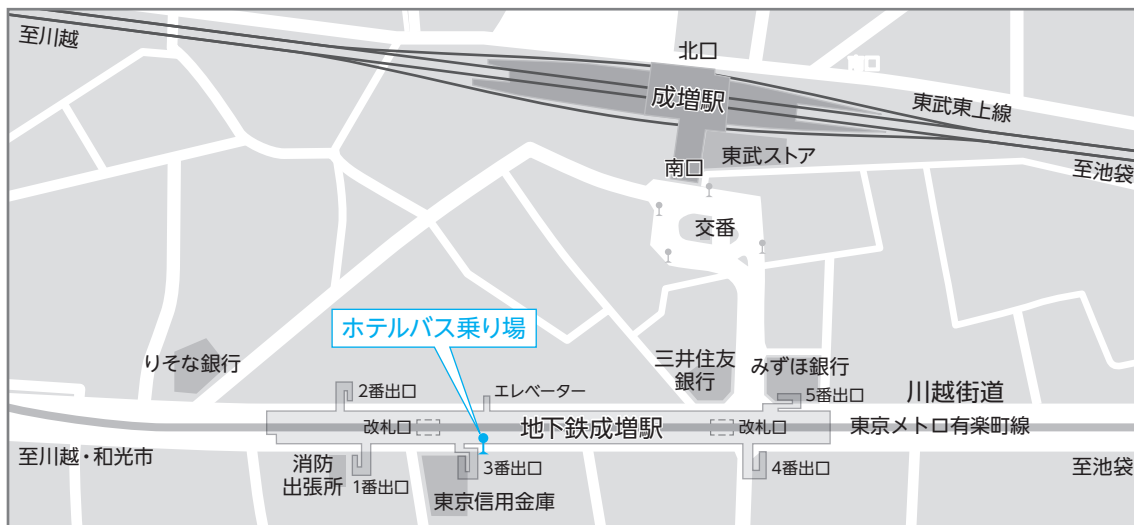 至川越
北口
成増駅
東武東上線
南口
東武ストア
至池袋
交番
ホテルバス乗り場
りそな銀行
三井住友
銀行
みずほ銀行
2番出口
エレベーター
5番出口
川越街道
改札口
地下鉄成増駅
改札口
東京メトロ有楽町線
至川越・和光市
消防
出張所
1番出口
3番出口
4番出口
至池袋
東京信用金庫